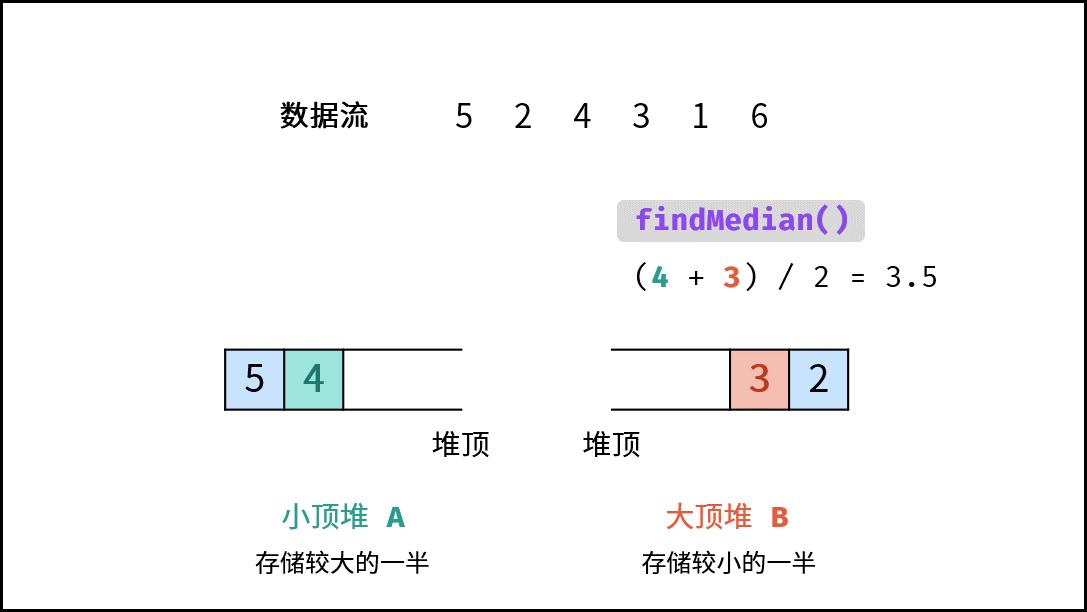 数据流 5 2 4 3 1 6
findMedian()
(4 + 3) / 2 = 3.5
5 4 3 2
堆顶 堆顶
小顶堆 A 大顶堆 B
存储较大的一半 存储较小的一半